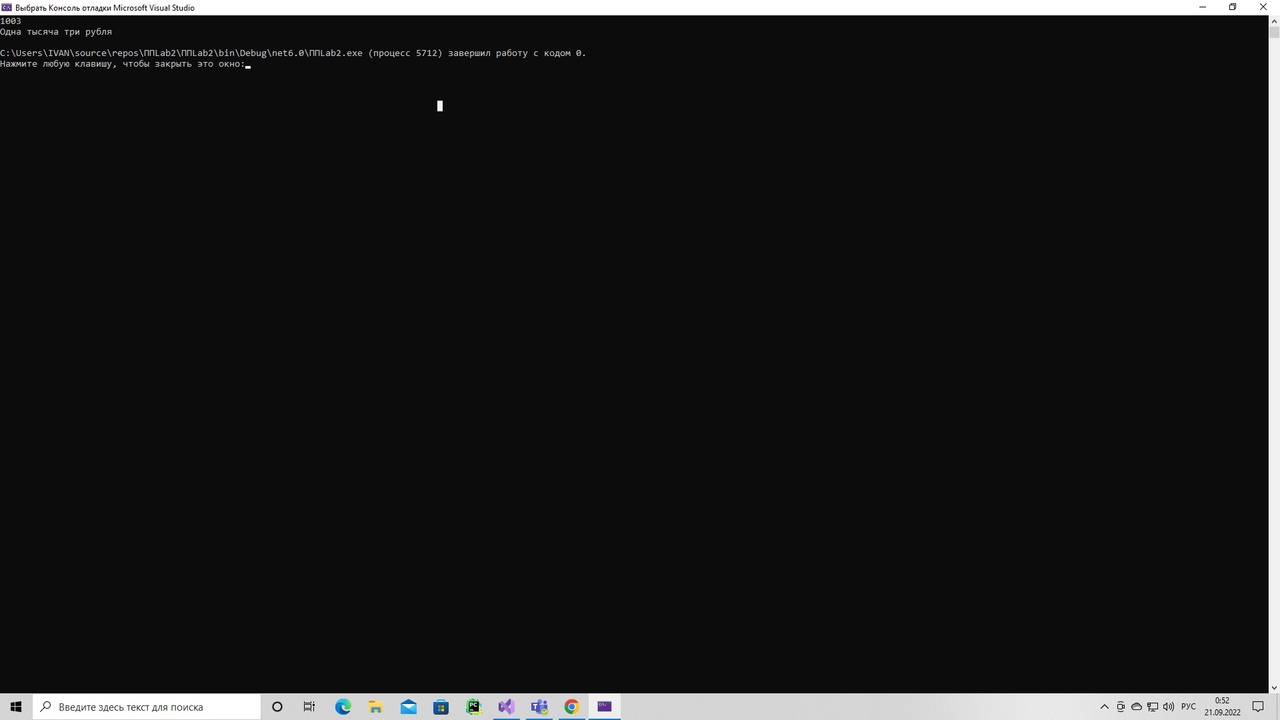 Выбрать Консоль отладки Microsoft Visual Studio
1003
Одна тысяча три рубля
C:\Users\IVAN\source\repos\ППLab2\ППLab2\bin\Debug\net6.0\ППLab2.exe (процесс 5712) завершил работу с кодом 0.
Нажмите любую клавишу, чтобы закрыть это окно:
Введите здесь текст для поиска
РУС
0:52
21.09.2022